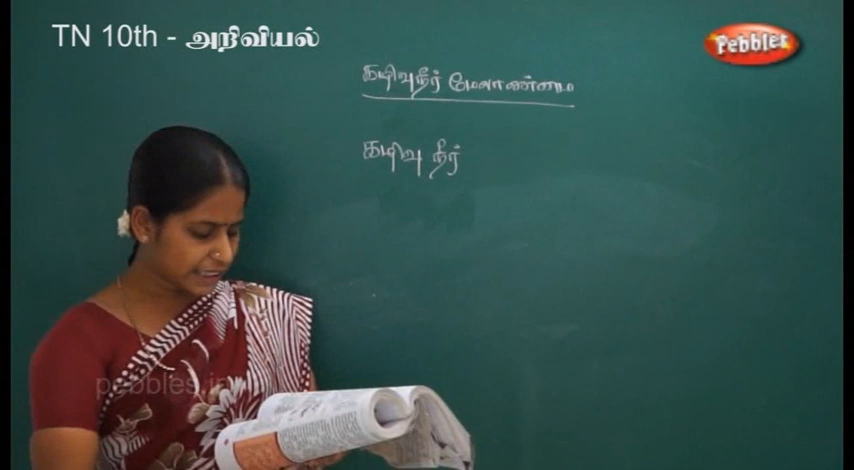 TN 10th - அறிவியல்
Pebbles
கழிவுநீர் மேலாண்மை
கழிவு நீர்
pebbles.in